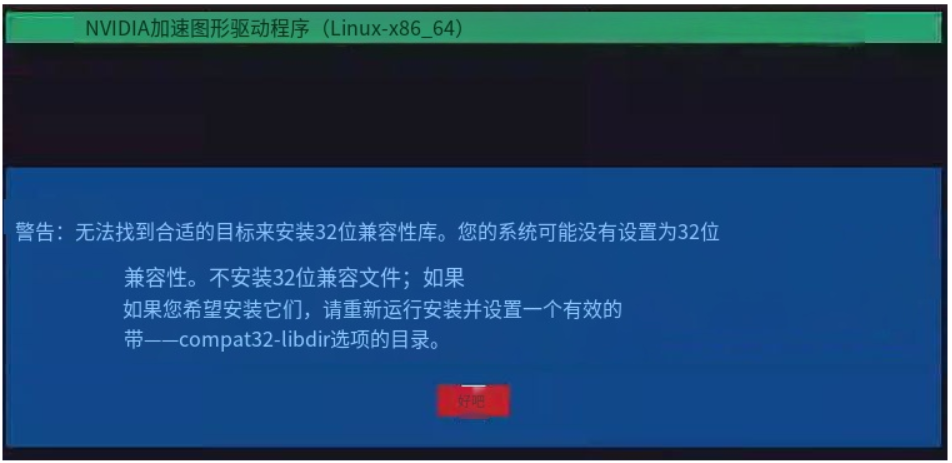 NVIDIA加速图形驱动程序（Linux-x86_64）
警告：无法找到合适的目标来安装32位兼容性库。您的系统可能没有设置为32位
兼容性。不安装32位兼容文件；如果
如果您希望安装它们，请重新运行安装并设置一个有效的
带——compat32-libdir选项的目录。
好吧